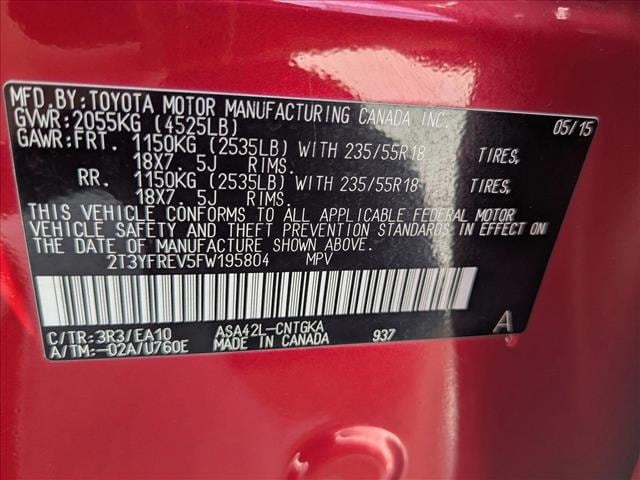 MFD.BY:TOYOTA MOTOR MANUFACTURING CANADA INC. 05/15
GVWR:2055KG (4525LB)
GAWR:FRT. 1150KG (2535LB) WITH 235/55R18 TIRES,
18X7. 5J RIMS.
RR. 1150KG (2535LB) WITH 235/55R18 TIRES,
18X7. 5J RIMS.
THIS VEHICLE CONFORMS TO ALL APPLICABLE FEDERAL MOTOR
VEHICLE SAFETY AND THEFT PREVENTION STANDARDS IN EFFECT ON
THE DATE OF MANUFACTURE SHOWN ABOVE.
2T3YFREV5FW195804 MPV
C/TR:3R3/EA10 ASA42L-CNTGKA 937 A
A/TM:-02A/U760E MADE IN CANADA